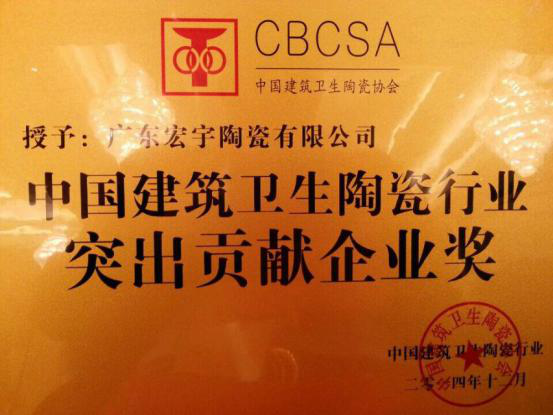 CBCSA
中国建筑卫生陶瓷协会
授予：广东宏宇陶瓷有限公司
中国建筑卫生陶瓷行业
突出贡献企业奖
中国建筑卫生陶瓷行业
二〇〇四年十二月